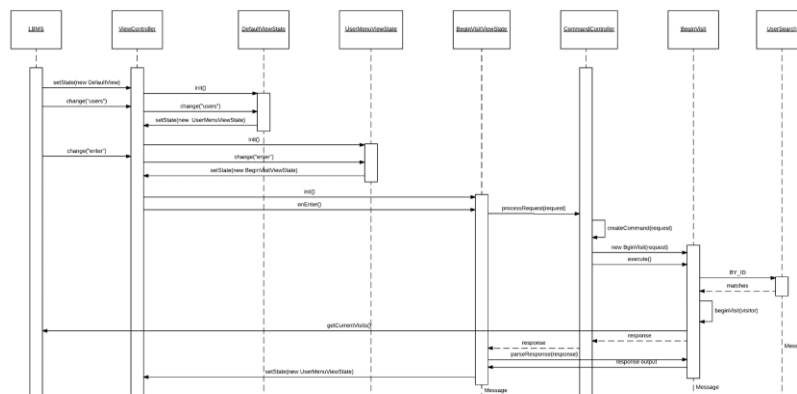 LBMS
ViewController
DefaultViewState
UserMenuViewState
BeginVisitViewState
CommandController
BeginVisit
UserSearch
setState(new DefaultView)
init()
change("users")
change("users")
setState(new UserMenuViewState)
init()
change("enter")
change("enter")
setState(new BeginVisitViewState)
init()
onEnter()
processRequest(request)
createCommand(request)
new BginVisit(request)
execute()
BY_ID
matches
beginVisit(visitor)
getCurrentVisits()
response
response
Mess
parseResponse(response)
response output
setState(new UserMenuViewState)
Message
Message